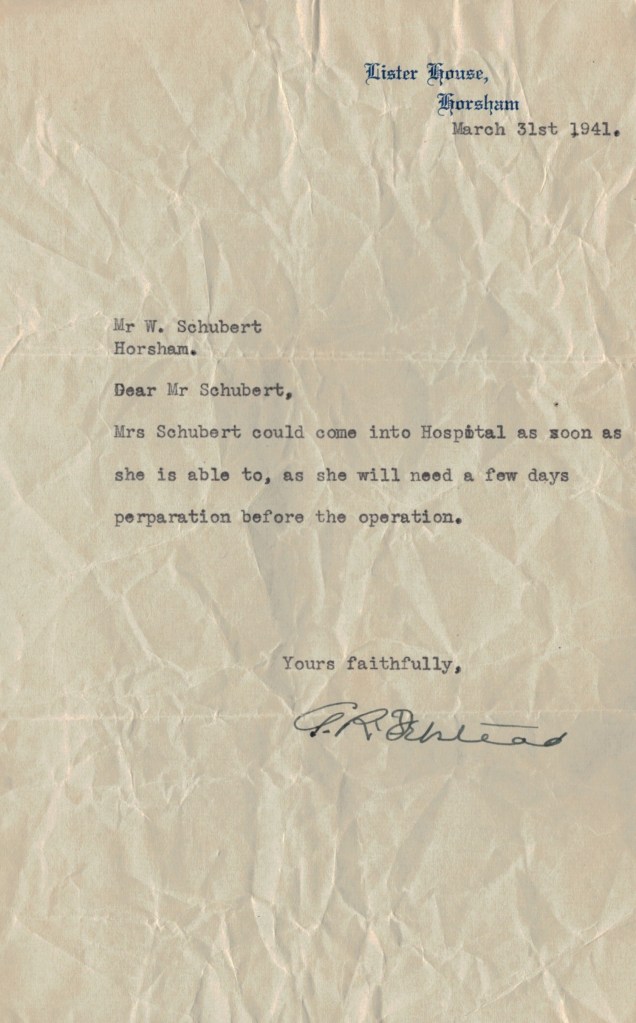 Lister House,
Horsham
March 31st 1941.
Mr W. Schubert
Horsham.
Dear Mr Schubert,
Mrs Schubert could come into Hospital as soon as
she is able to, as she will need a few days
perparation before the operation.
Yours faithfully,